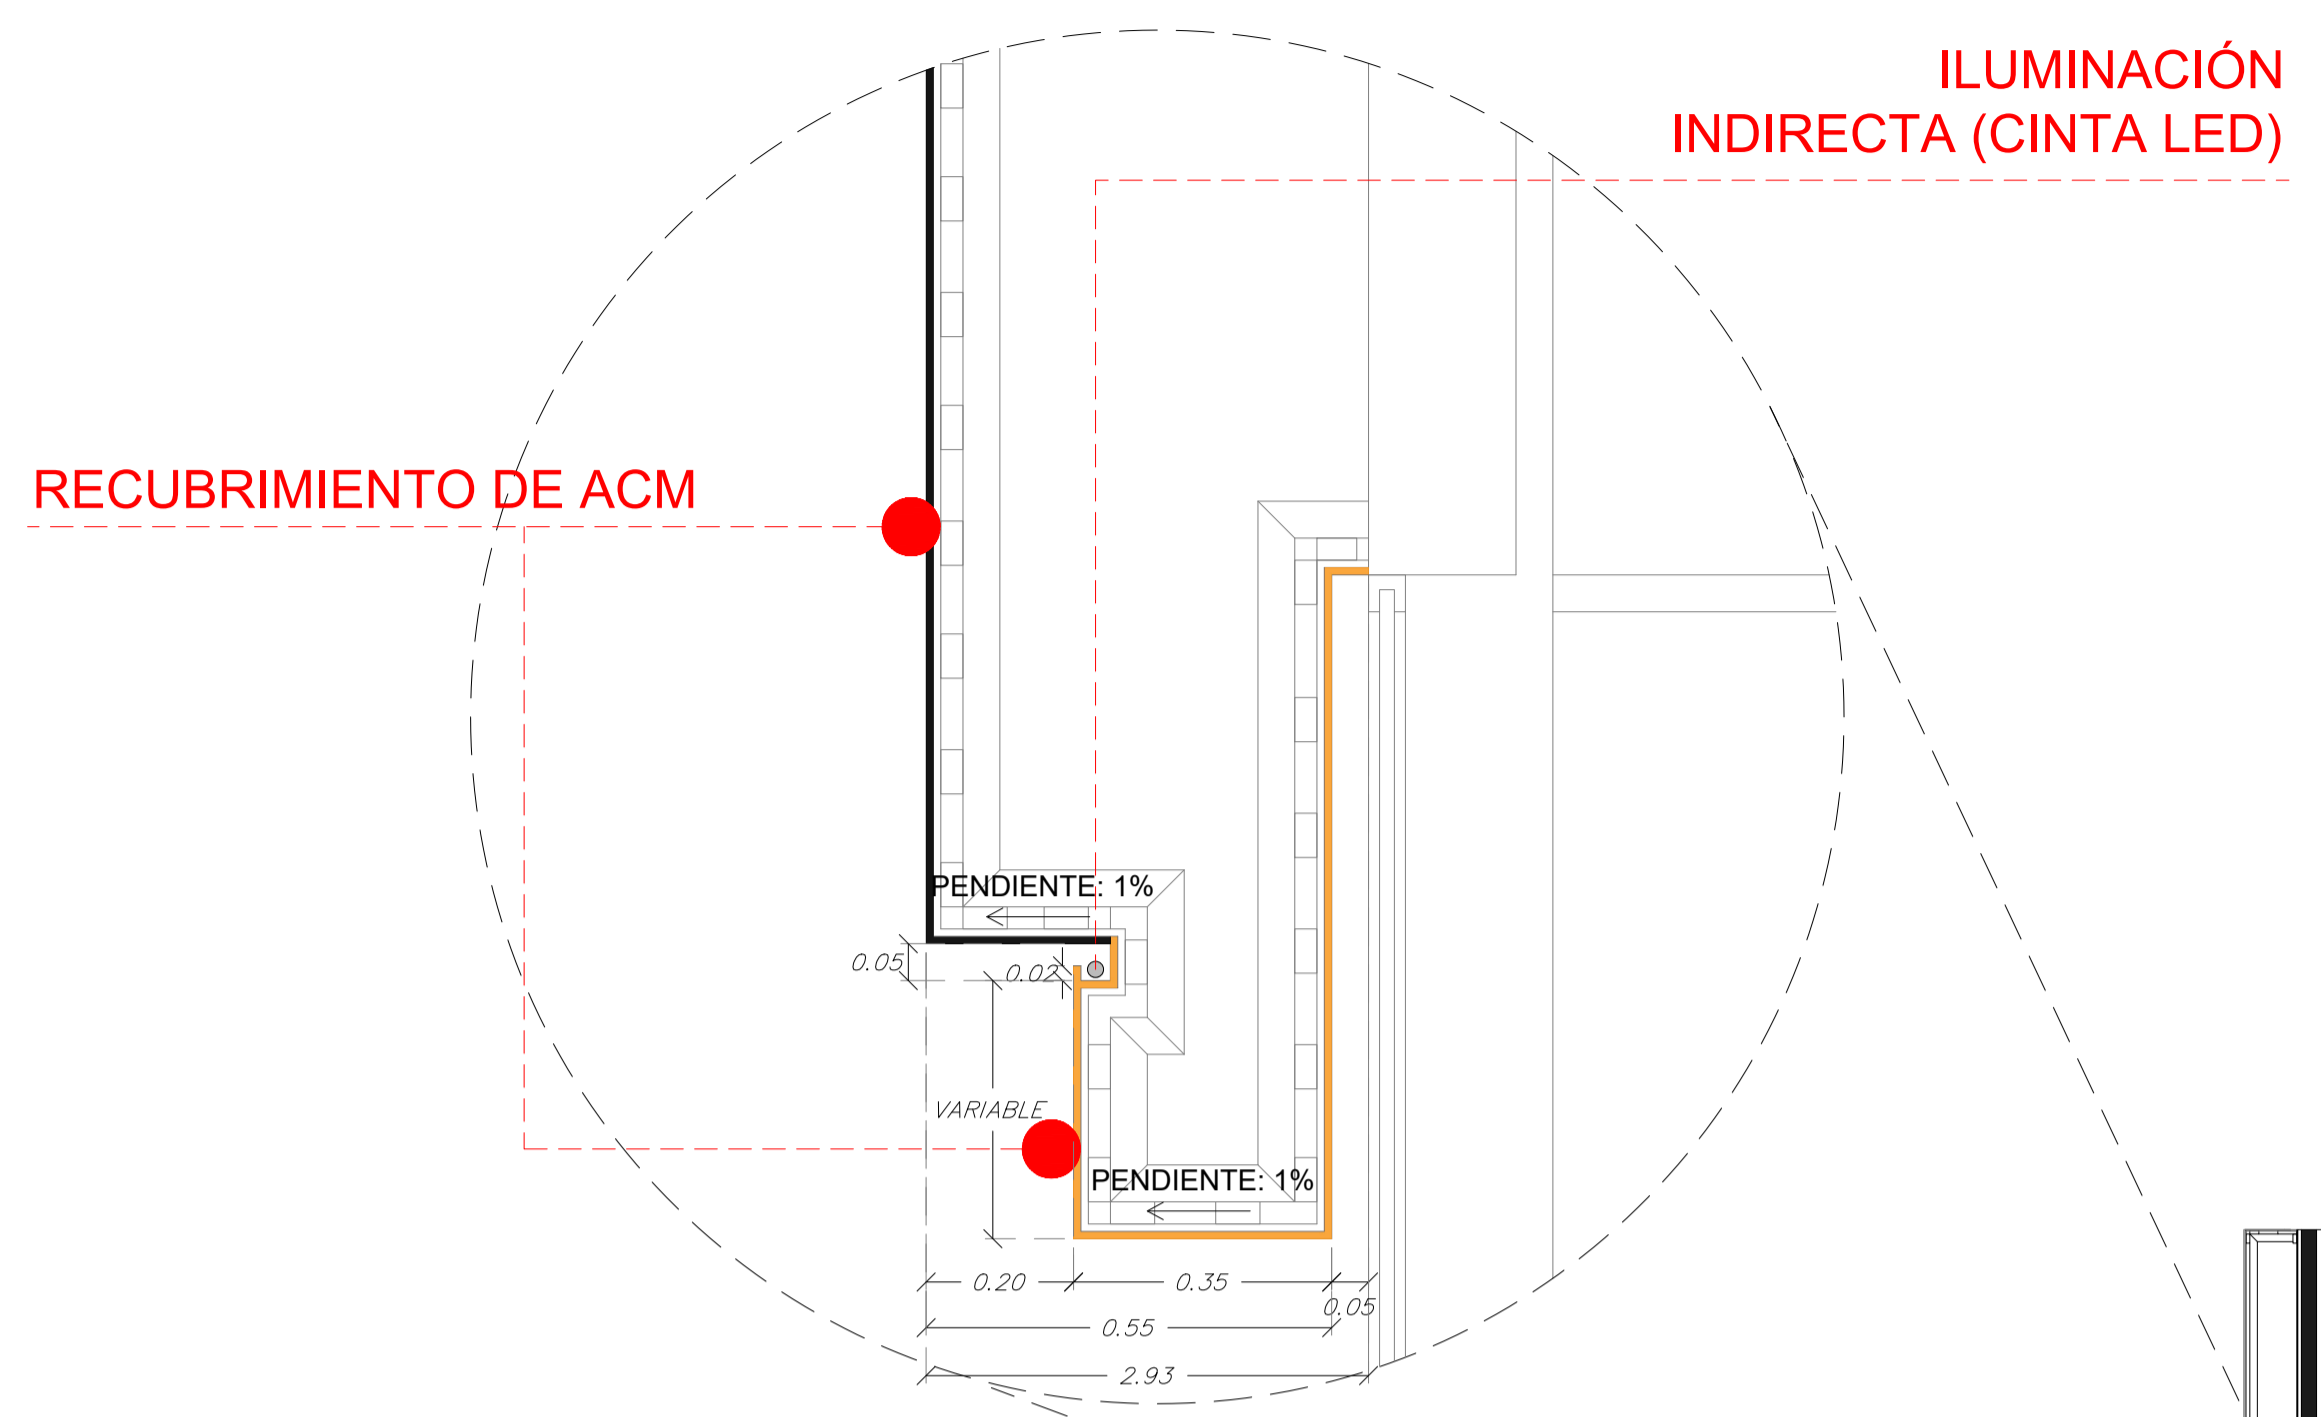 ILUMINACIÓN
INDIRECTA (CINTA LED)
RECUBRIMIENTO DE ACM
PENDIENTE: 1%
0.05
0.02
VARIABLE
PENDIENTE: 1%
0.20
0.35
0.05
0.55
2.93